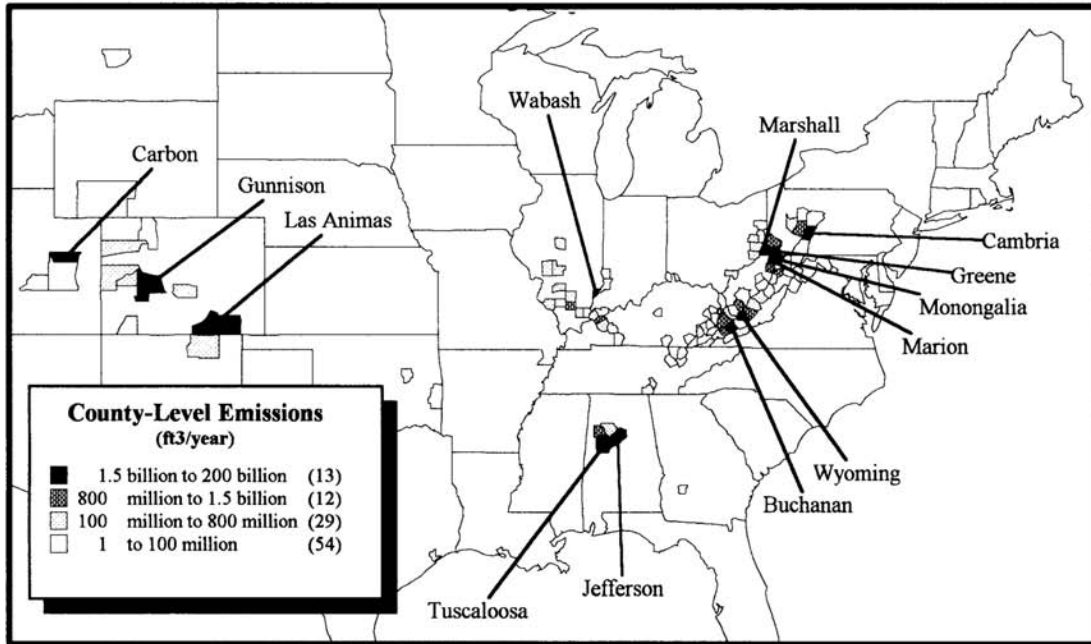 Wabash
Marshall
Carbon
Gunnison
Las Animas
Cambria
Greene
Monongalia
Marion
Wyoming
Buchanan
Jefferson
Tuscaloosa
County-Level Emissions
(ft3/year)
1.5 billion to 200 billion (13)
800 million to 1.5 billion (12)
100 million to 800 million (29)
1 to 100 million (54)